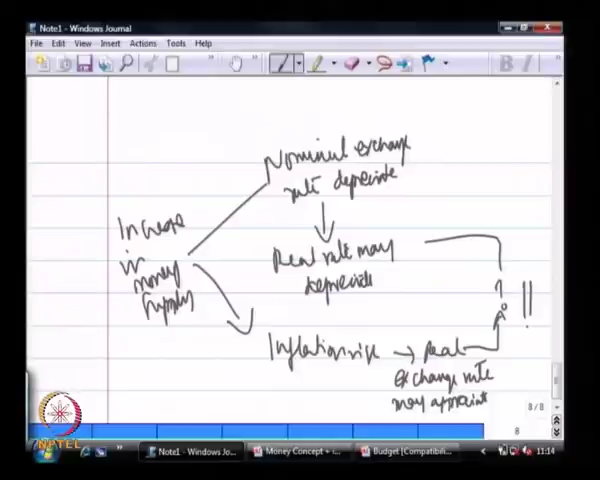 Note1 - Windows Journal
File Edit View Insert Actions Tools Help
B I
Nominal exchange
rate depreciate
Increase
in
money
supply
Real rate may
depreciate
?
!!
Inflation rise → Real
exchange rate
may appreciate
8/8
8
NPTEL
Note1 - Windows Jo...
Money Concept + i...
Budget [Compatibili...
11:14